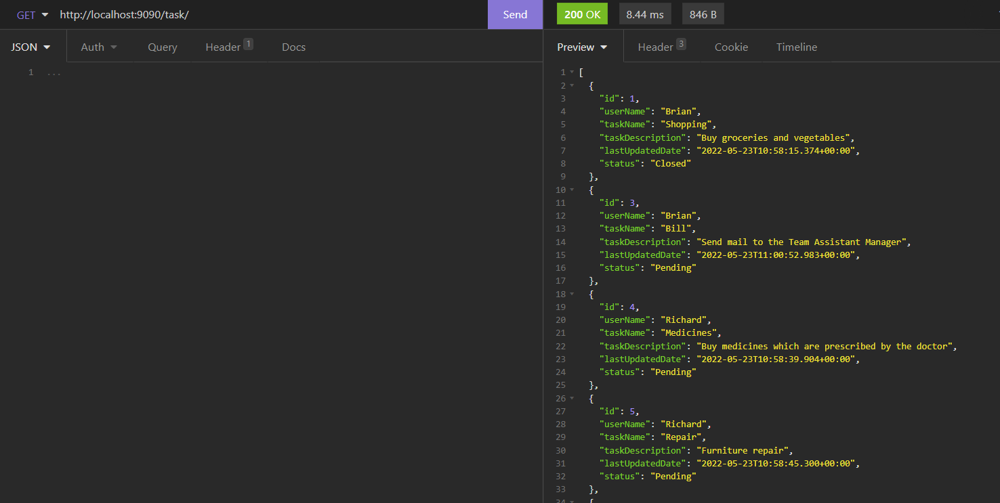 GET http://localhost:9090/task/ Send 200 OK 8.44 ms 846 B
JSON Auth Query Header 1 Docs Preview Header 3 Cookie Timeline
1 ...
1 [
2 {
3 "id": 1,
4 "userName": "Brian",
5 "taskName": "Shopping",
6 "taskDescription": "Buy groceries and vegetables",
7 "lastUpdatedDate": "2022-05-23T10:58:15.374+00:00",
8 "status": "Closed"
9 },
10 {
11 "id": 3,
12 "userName": "Brian",
13 "taskName": "Bill",
14 "taskDescription": "Send mail to the Team Assistant Manager",
15 "lastUpdatedDate": "2022-05-23T11:00:52.983+00:00",
16 "status": "Pending"
17 },
18 {
19 "id": 4,
20 "userName": "Richard",
21 "taskName": "Medicines",
22 "taskDescription": "Buy medicines which are prescribed by the doctor",
23 "lastUpdatedDate": "2022-05-23T10:58:39.904+00:00",
24 "status": "Pending"
25 },
26 {
27 "id": 5,
28 "userName": "Richard",
29 "taskName": "Repair",
30 "taskDescription": "Furniture repair",
31 "lastUpdatedDate": "2022-05-23T10:58:45.300+00:00",
32 "status": "Pending"
33 },
34 {